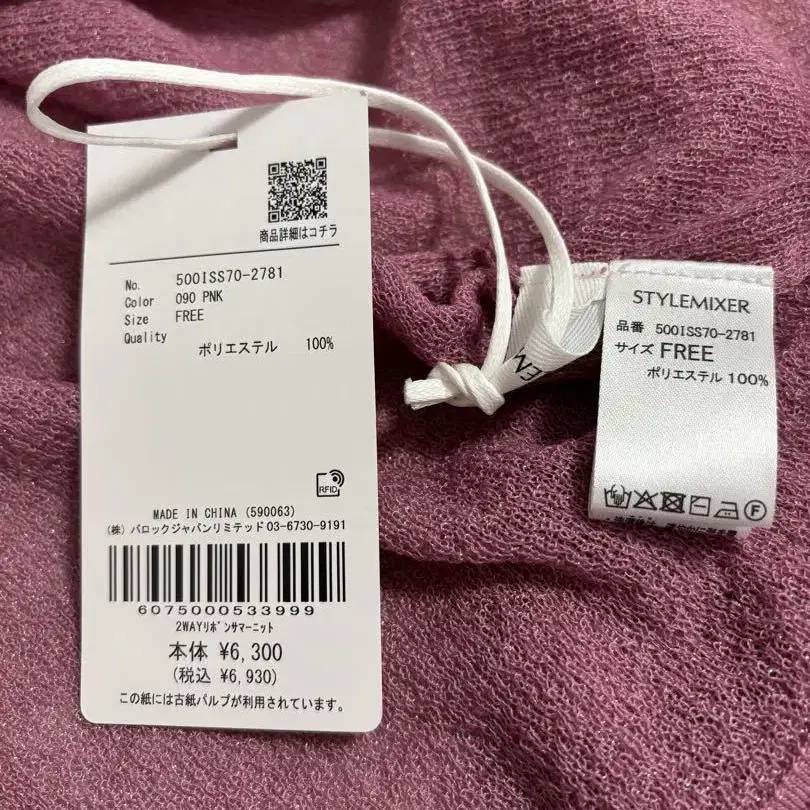 商品詳細はコチラ
No. 500ISS70-2781
Color 090 PNK
Size FREE
Quality
ポリエステル 100%
RFID
MADE IN CHINA (590063)
(株) バロックジャパンリミテッド 03-6730-9191
6075000533999
2WAYリボンサマーニット
本体 ¥6,300
(税込 ¥6,930)
この紙には古紙パルプが利用されています。
STYLEMIXER
品番 500ISS70-2781
サイズ FREE
ポリエステル 100%
F